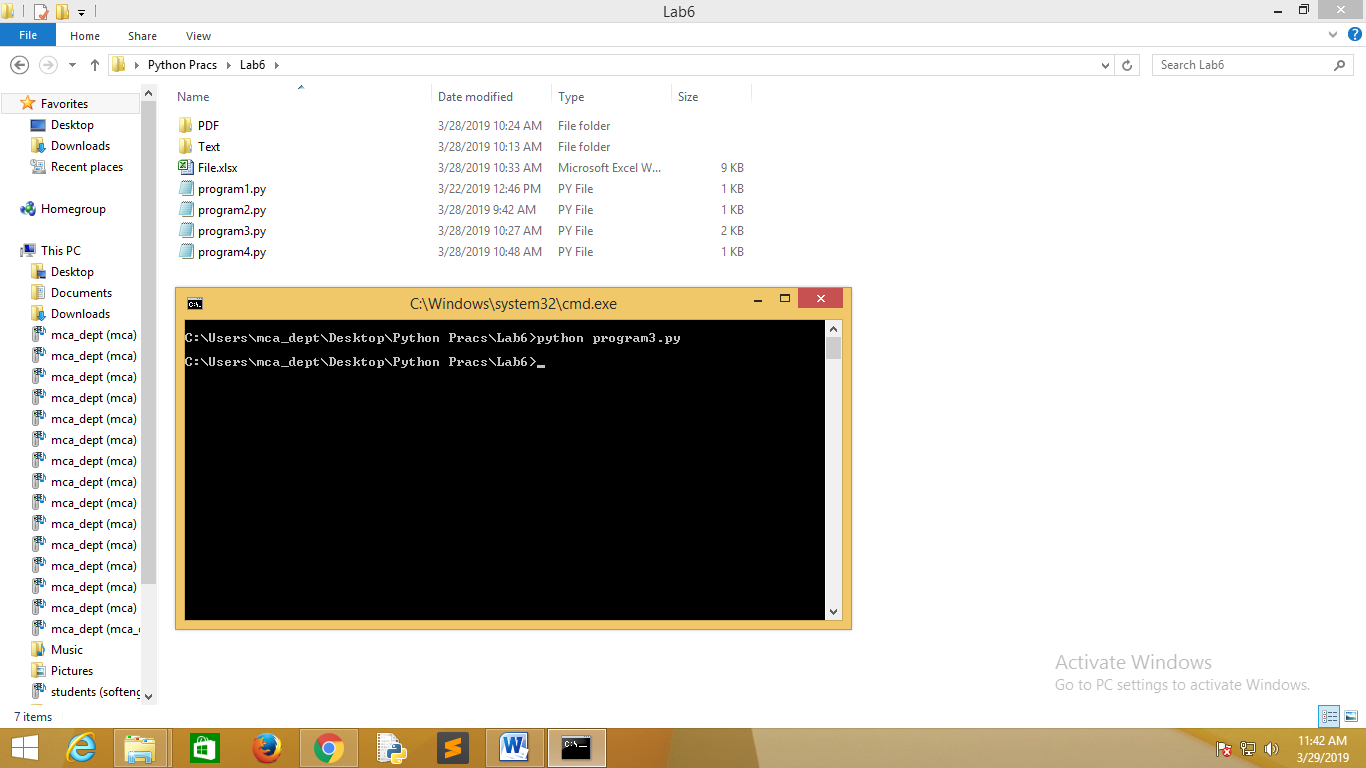 Lab6
File Home Share View
Python Pracs Lab6 Search Lab6
Name Date modified Type Size
Favorites
Desktop
Downloads
Recent places
Homegroup
This PC
Desktop
Documents
Downloads
mca_dept (mca)
mca_dept (mca)
mca_dept (mca)
mca_dept (mca)
mca_dept (mca)
mca_dept (mca)
mca_dept (mca)
mca_dept (mca)
mca_dept (mca)
mca_dept (mca)
mca_dept (mca)
mca_dept (mca)
mca_dept (mca)
mca_dept (mca)
mca_dept (mca_
Music
Pictures
students (softeng
PDF 3/28/2019 10:24 AM File folder
Text 3/28/2019 10:13 AM File folder
File.xlsx 3/28/2019 10:33 AM Microsoft Excel W... 9 KB
program1.py 3/22/2019 12:46 PM PY File 1 KB
program2.py 3/28/2019 9:42 AM PY File 1 KB
program3.py 3/28/2019 10:27 AM PY File 2 KB
program4.py 3/28/2019 10:48 AM PY File 1 KB
C:\Windows\system32\cmd.exe
C:\Users\mca_dept\Desktop\Python Pracs\Lab6>python program3.py
C:\Users\mca_dept\Desktop\Python Pracs\Lab6>_
Activate Windows
Go to PC settings to activate Windows.
7 items
11:42 AM
3/29/2019